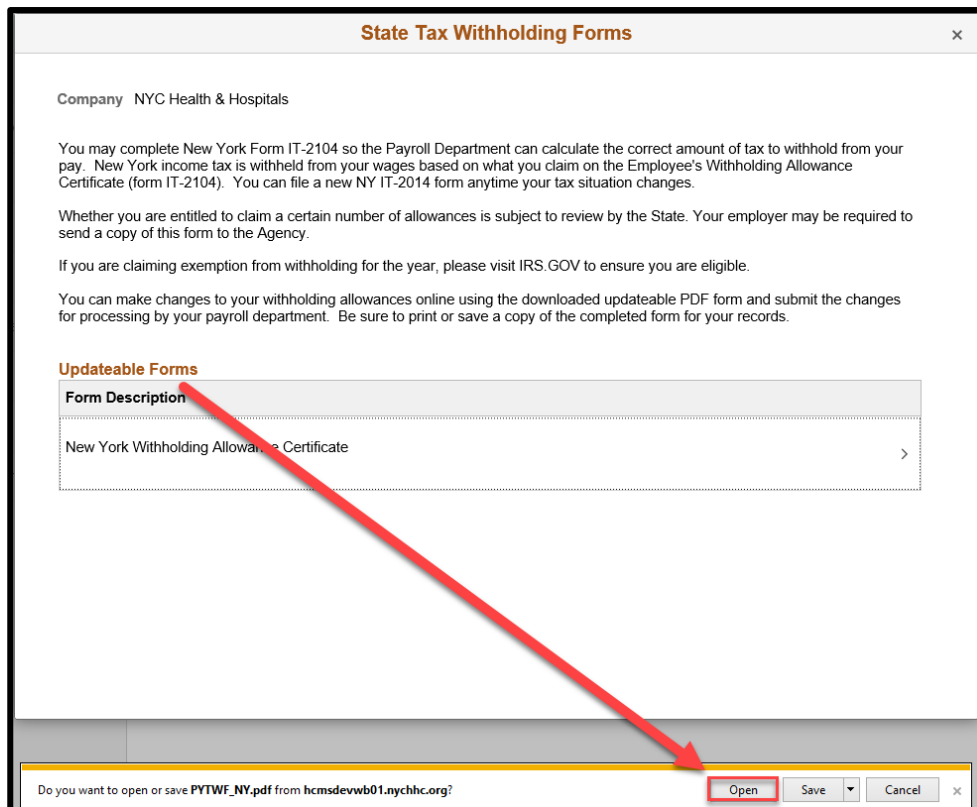 State Tax Withholding Forms
×
Company NYC Health & Hospitals
You may complete New York Form IT-2104 so the Payroll Department can calculate the correct amount of tax to withhold from your
pay. New York income tax is withheld from your wages based on what you claim on the Employee's Withholding Allowance
Certificate (form IT-2104). You can file a new NY IT-2014 form anytime your tax situation changes.
Whether you are entitled to claim a certain number of allowances is subject to review by the State. Your employer may be required to
send a copy of this form to the Agency.
If you are claiming exemption from withholding for the year, please visit IRS.GOV to ensure you are eligible.
You can make changes to your withholding allowances online using the downloaded updateable PDF form and submit the changes
for processing by your payroll department. Be sure to print or save a copy of the completed form for your records.
Updateable Forms
Form Description
New York Withholding Allowance Certificate
Do you want to open or save PYTWF_NY.pdf from hcmsdevwb01.nychhc.org? Open Save Cancel ×